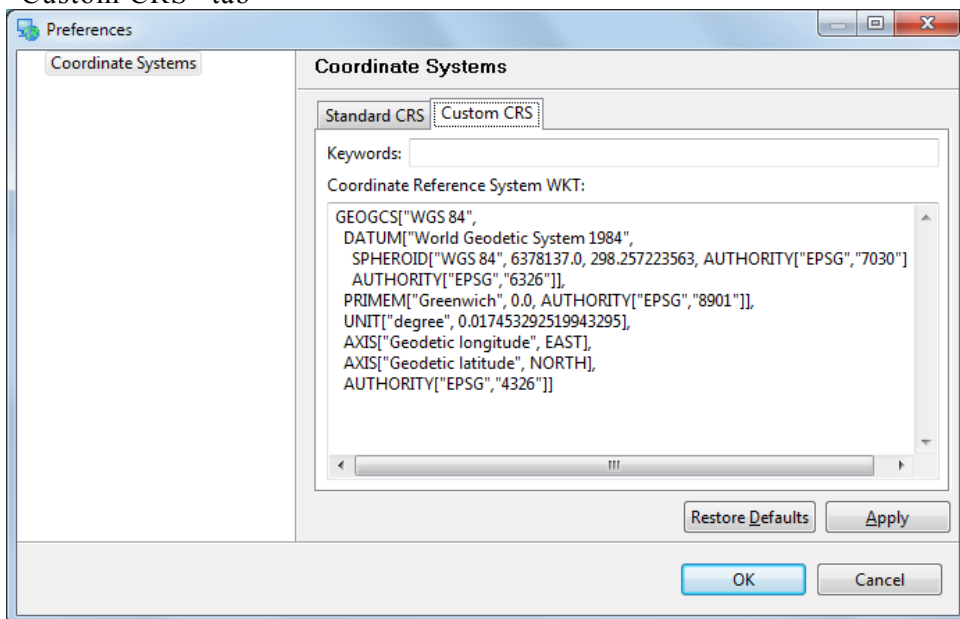 Custom CRS" tab
Preferences
Coordinate Systems
Coordinate Systems
Standard CRS
Custom CRS
Keywords:
Coordinate Reference System WKT:
GEOGCS["WGS 84",
DATUM["World Geodetic System 1984",
SPHEROID["WGS 84", 6378137.0, 298.257223563, AUTHORITY["EPSG","7030"]
AUTHORITY["EPSG","6326"]],
PRIMEM["Greenwich", 0.0, AUTHORITY["EPSG","8901"]],
UNIT["degree", 0.017453292519943295],
AXIS["Geodetic longitude", EAST],
AXIS["Geodetic latitude", NORTH],
AUTHORITY["EPSG","4326"]]
Restore Defaults
Apply
OK
Cancel